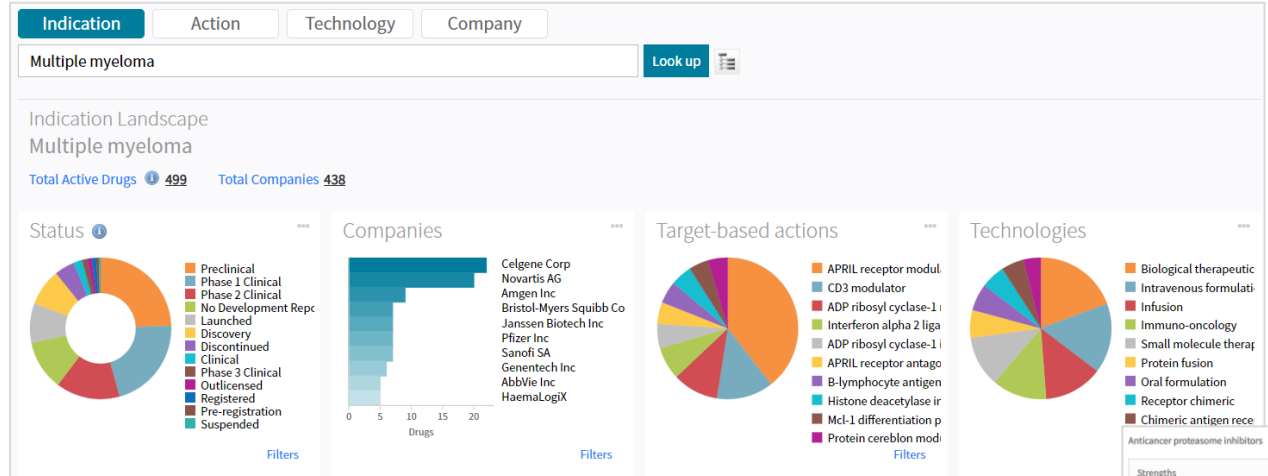 Indication Action Technology Company
Multiple myeloma Look up
Indication Landscape
Multiple myeloma
Total Active Drugs 499 Total Companies 438
Status
Preclinical
Phase 1 Clinical
Phase 2 Clinical
No Development Repc
Launched
Discovery
Discontinued
Clinical
Phase 3 Clinical
Outlicensed
Registered
Pre-registration
Suspended
Filters
Companies
Celgene Corp
Novartis AG
Amgen Inc
Bristol-Myers Squibb Co
Janssen Biotech Inc
Pfizer Inc
Sanofi SA
Genentech Inc
AbbVie Inc
HaemaLogiX
0 5 10 15 20
Drugs
Filters
Target-based actions
APRIL receptor modul
CD3 modulator
ADP ribosyl cyclase-1
Interferon alpha 2 liga
ADP ribosyl cyclase-1 i
APRIL receptor antago
B-lymphocyte antigen
Histone deacetylase in
Mcl-1 differentiation p
Protein cereblon mod
Filters
Technologies
Biological therapeutic
Intravenous formulati
Infusion
Immuno-oncology
Small molecule therap
Protein fusion
Oral formulation
Receptor chimeric
Chimeric antigen rece
Anticancer proteasome inhibitors
Strengths